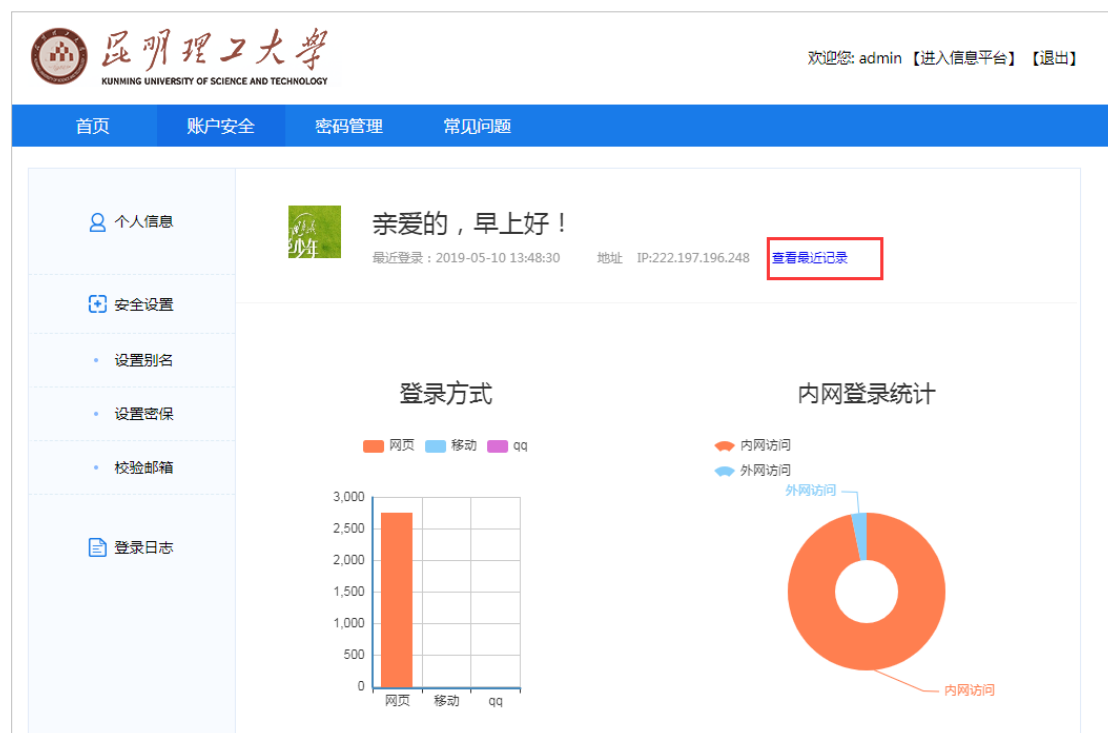 昆明理工大学
KUNMING UNIVERSITY OF SCIENCE AND TECHNOLOGY
欢迎您: admin 【进入信息平台】 【退出】
首页 账户安全 密码管理 常见问题
个人信息
安全设置
设置别名
设置密保
校验邮箱
登录日志
亲爱的，早上好！
最近登录：2019-05-10 13:48:30 地址 IP:222.197.196.248 查看最近记录
登录方式
网页 移动 qq
3,000
2,500
2,000
1,500
1,000
500
0
网页 移动 qq
内网登录统计
内网访问
外网访问
外网访问
内网访问